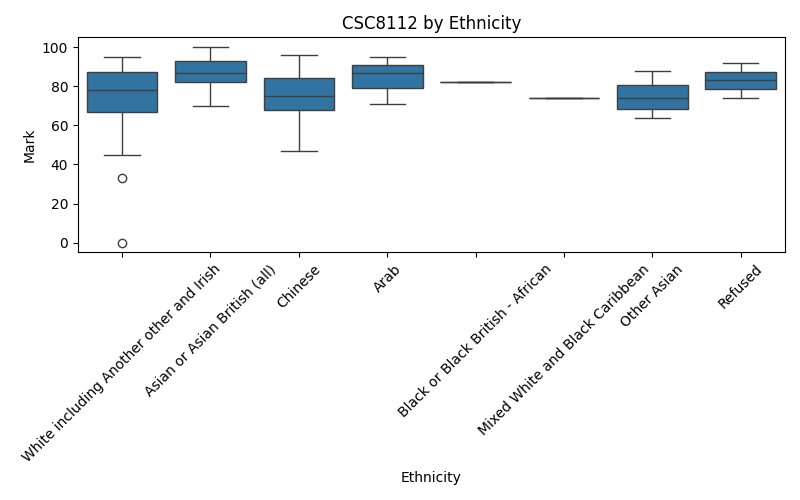 CSC8112 by Ethnicity
Mark
100
80
60
40
20
0
White including Another other and Irish
Asian or Asian British (all)
Chinese
Arab
Black or Black British - African
Mixed White and Black Caribbean
Other Asian
Refused
Ethnicity